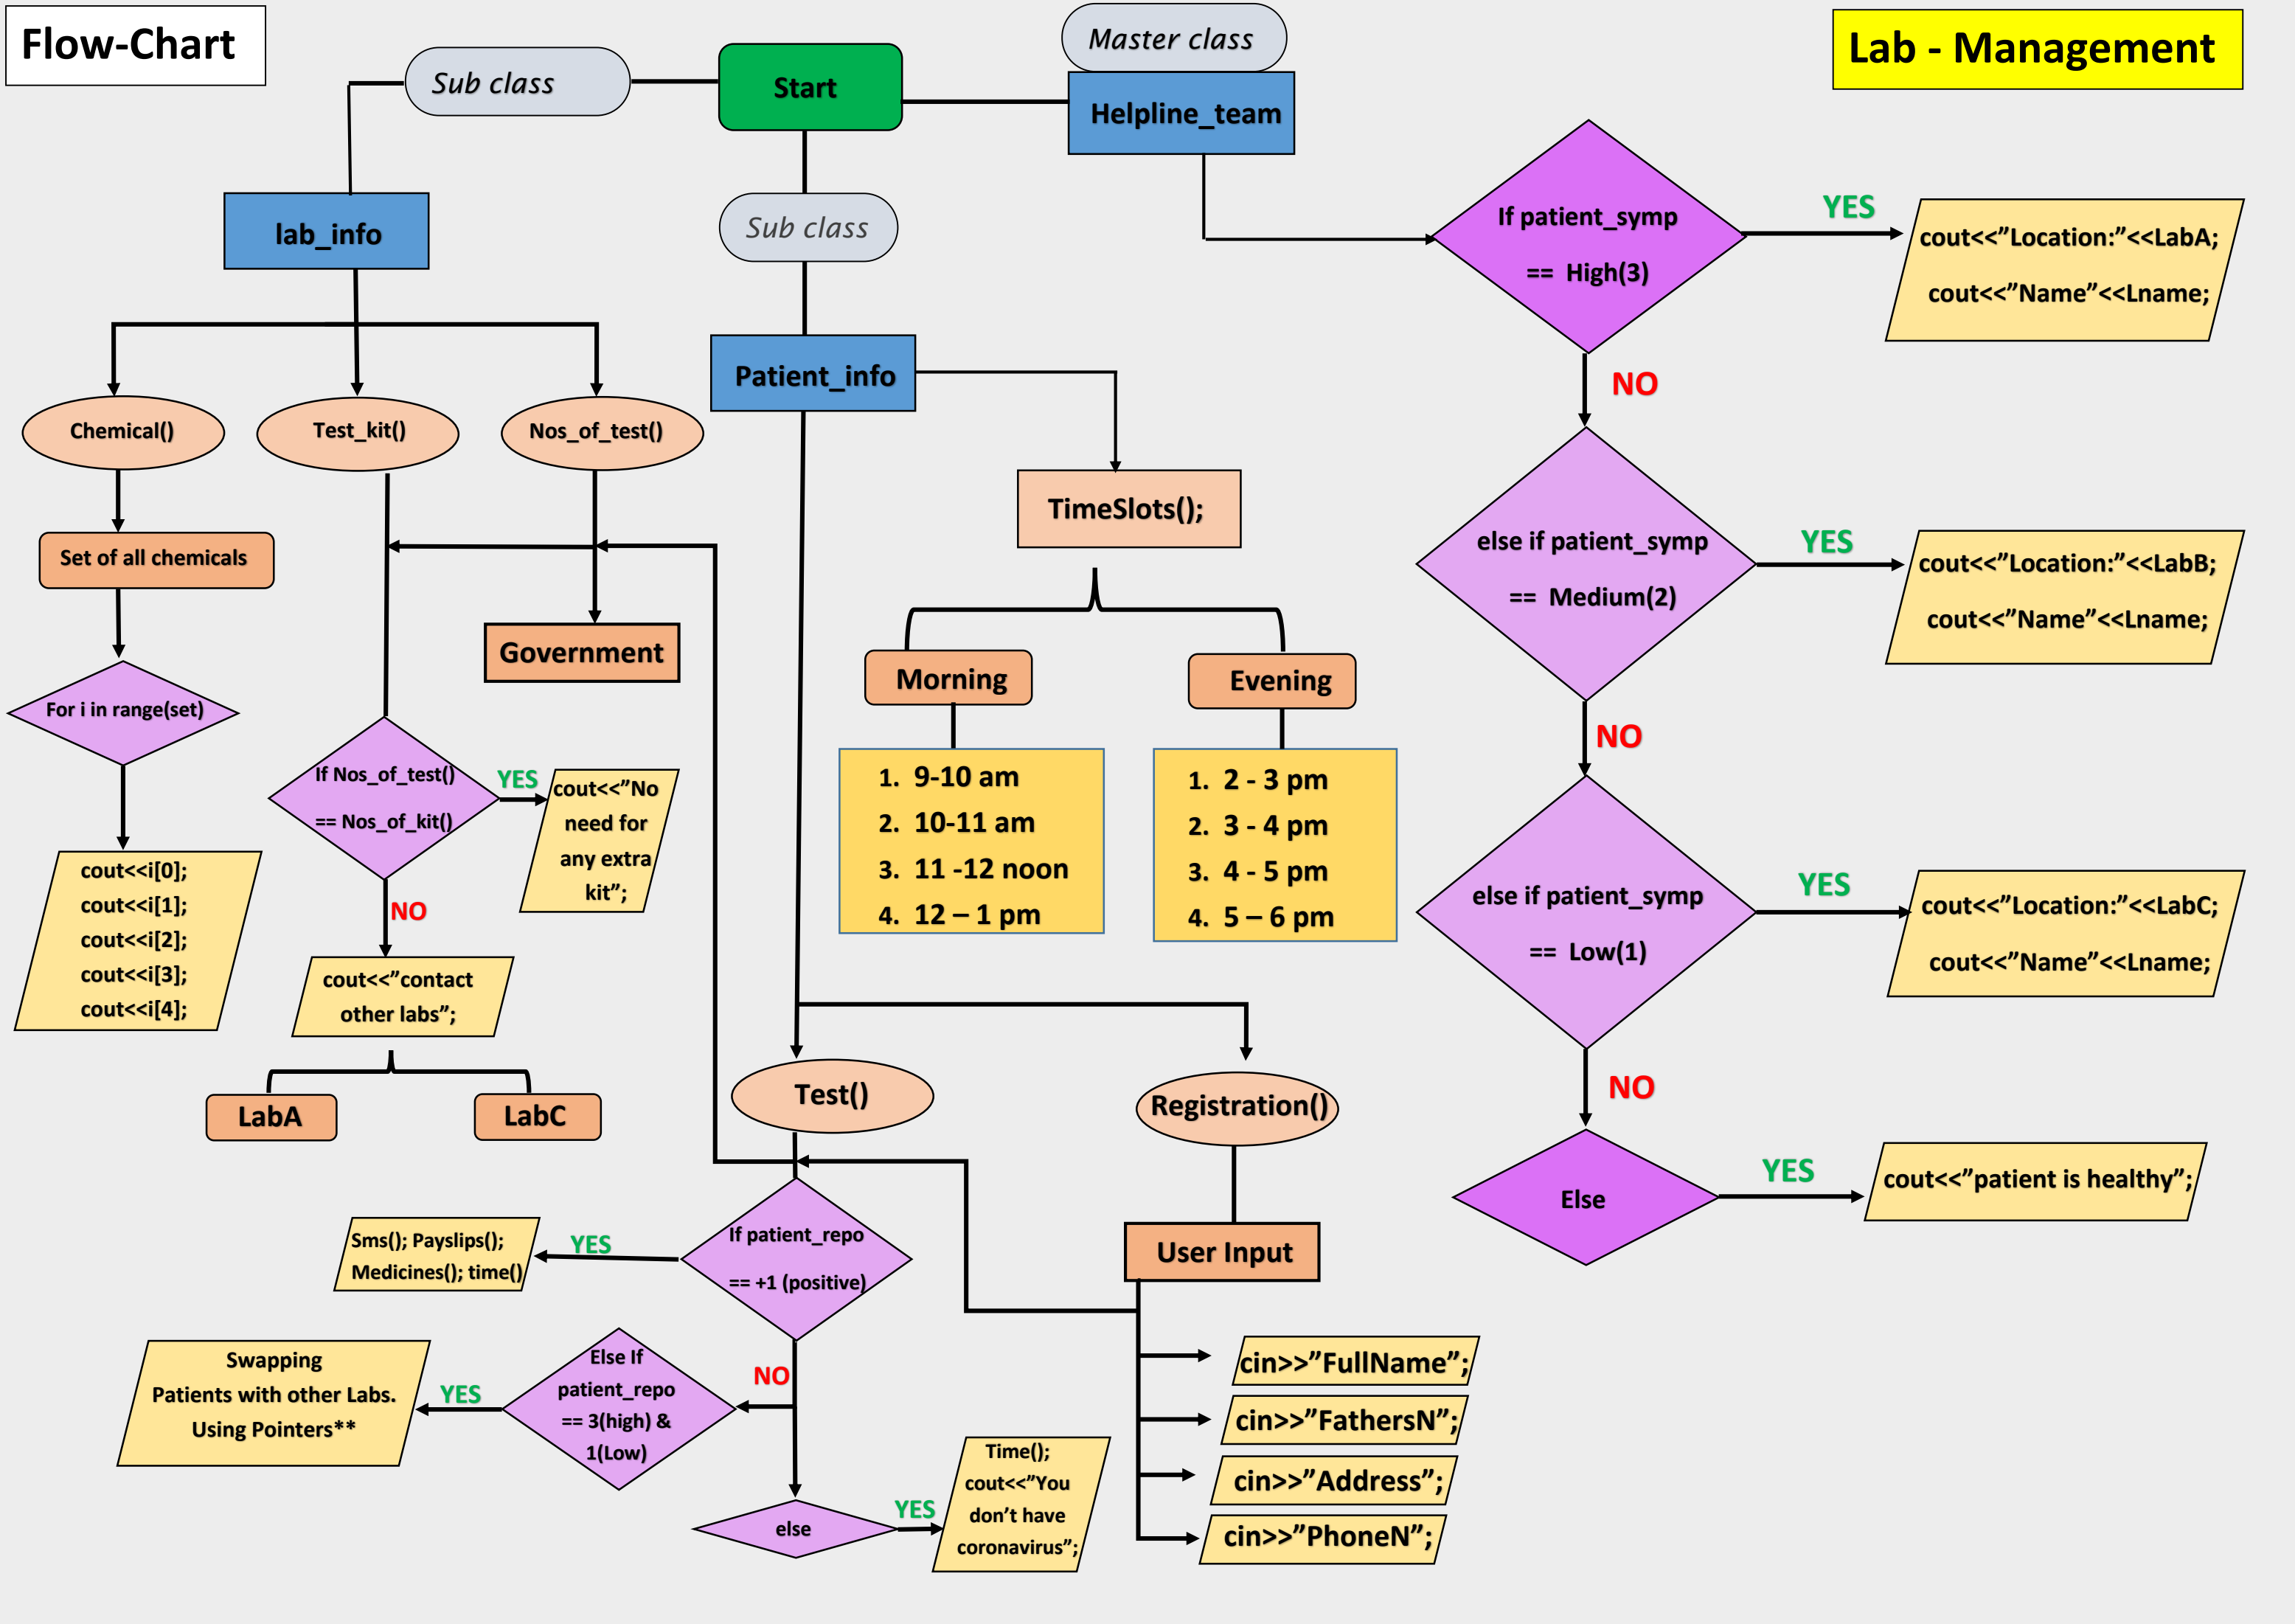 Flow-Chart
Lab - Management
Master class
Helpline_team
Start
Sub class
Sub class
lab_info
Patient_info
Chemical()
Test_kit()
Nos_of_test()
Set of all chemicals
Government
For i in range(set)
cout<<i[0];
cout<<i[1];
cout<<i[2];
cout<<i[3];
cout<<i[4];
If Nos_of_test()
== Nos_of_kit()
YES
cout<<”No
need for
any extra
kit”;
NO
cout<<”contact
other labs”;
LabA
LabC
TimeSlots();
Morning
Evening
1. 9-10 am
2. 10-11 am
3. 11 -12 noon
4. 12 – 1 pm
1. 2 - 3 pm
2. 3 - 4 pm
3. 4 - 5 pm
4. 5 – 6 pm
Test()
Registration()
If patient_repo
== +1 (positive)
YES
Sms(); Payslips();
Medicines(); time()
NO
Else If
patient_repo
== 3(high) &
1(Low)
YES
Swapping
Patients with other Labs.
Using Pointers**
else
YES
Time();
cout<<”You
don’t have
coronavirus”;
User Input
cin>>”FullName”;
cin>>”FathersN”;
cin>>”Address”;
cin>>”PhoneN”;
If patient_symp
== High(3)
YES
cout<<”Location:”<<LabA;
cout<<”Name”<<Lname;
NO
else if patient_symp
== Medium(2)
YES
cout<<”Location:”<<LabB;
cout<<”Name”<<Lname;
NO
else if patient_symp
== Low(1)
YES
cout<<”Location:”<<LabC;
cout<<”Name”<<Lname;
NO
Else
YES
cout<<”patient is healthy”;